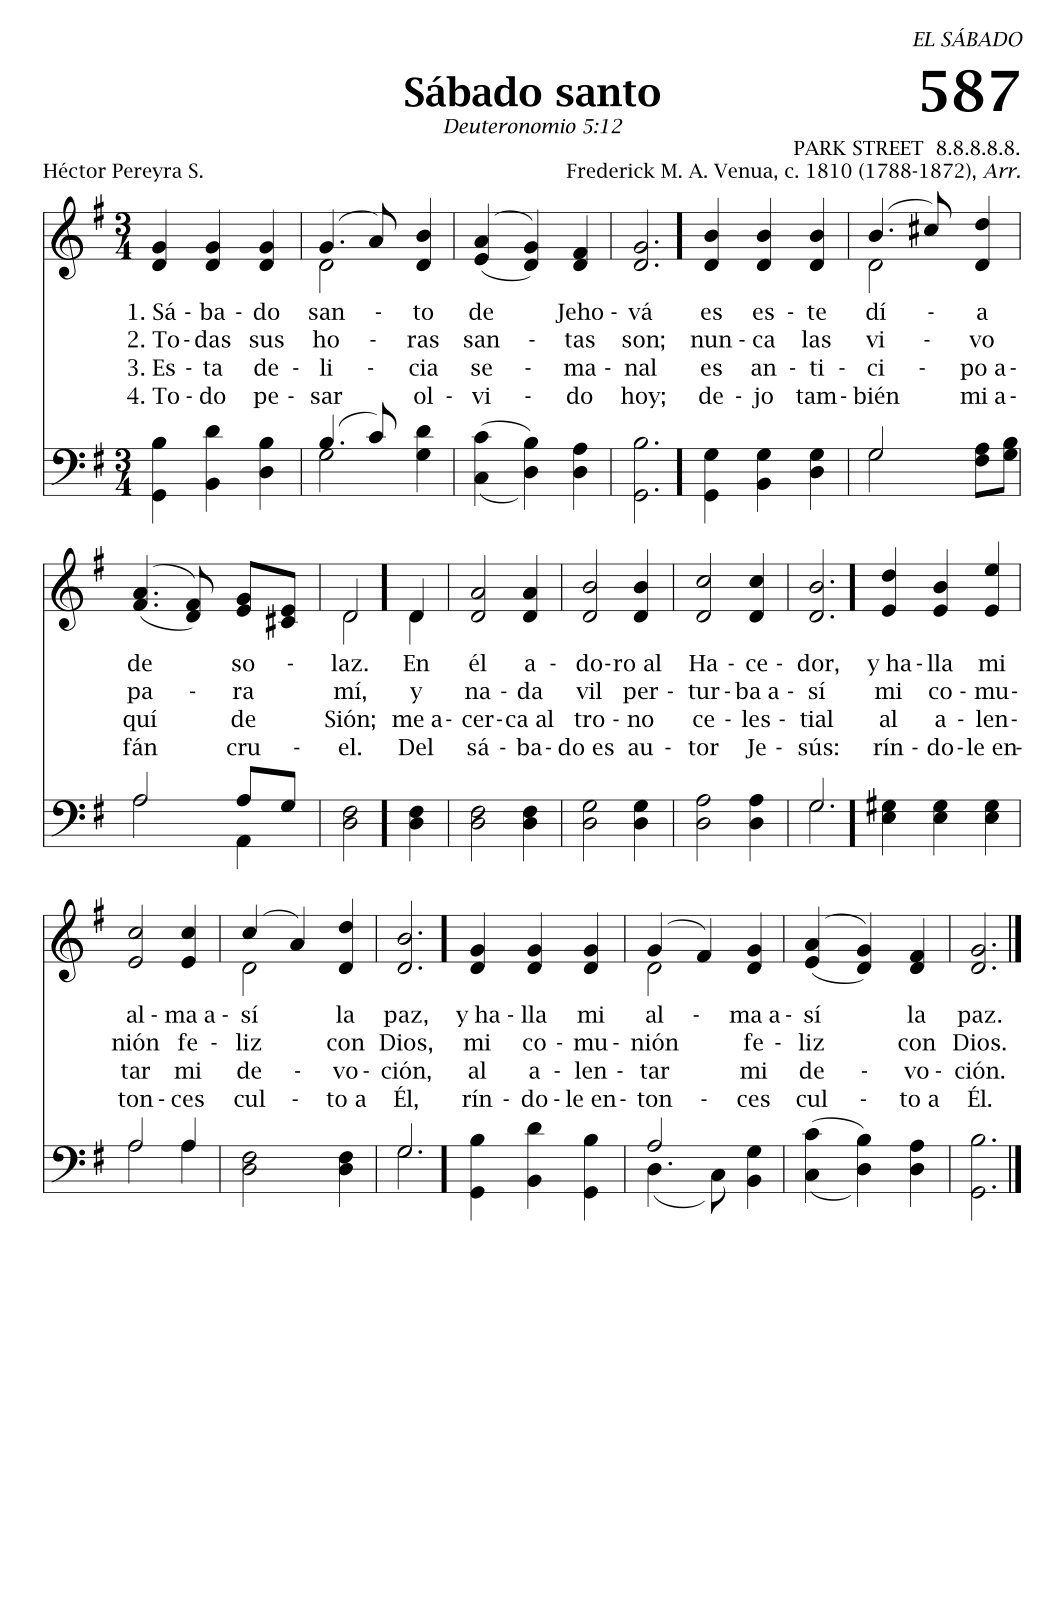 EL SÁBADO
Sábado santo
587
Deuteronomio 5:12
PARK STREET 8.8.8.8.8.
Héctor Pereyra S.
Frederick M. A. Venua, c. 1810 (1788-1872), Arr.
3
4
1. Sá - ba - do san - to de Jeho - vá es es - te dí - a
2. To - das sus ho - ras san - tas son; nun - ca las vi - vo
3. Es - ta de - li - cia se - ma - nal es an - ti - ci - po a -
4. To - do pe - sar ol - vi - do hoy; de - jo tam - bién mi a -
3
4
de so - laz. En él a - do - ro al Ha - ce - dor, y ha - lla mi
pa - ra mí, y na - da vil per - tur - ba a - sí mi co - mu -
quí de Sión; me a - cer - ca al tro - no ce - les - tial al a - len -
fán cru - el. Del sá - ba - do es au - tor Je - sús: rín - do - le en -
al - ma a - sí la paz, y ha - lla mi al - ma a - sí la paz.
nión fe - liz con Dios, mi co - mu - nión fe - liz con Dios.
tar mi de - vo - ción, al a - len - tar mi de - vo - ción.
ton - ces cul - to a Él, rín - do - le en - ton - ces cul - to a Él.